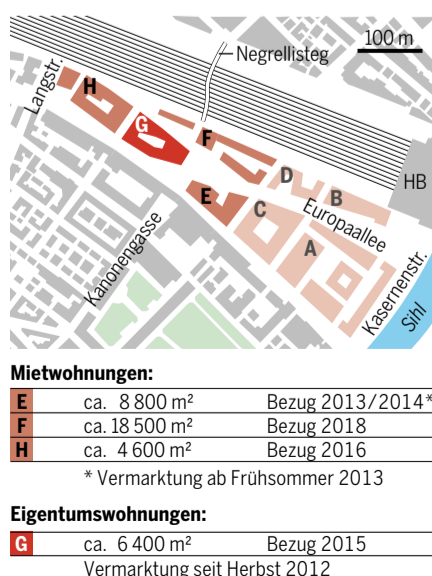 100 m
Negrellisteg
Langstr.
H
G
F
D
B
HB
E
C
Europaallee
A
Kanonengasse
Kasernenstr.
Sihl
Mietwohnungen:
E ca. 8 800 m² Bezug 2013/2014*
F ca. 18 500 m² Bezug 2018
H ca. 4 600 m² Bezug 2016
* Vermarktung ab Frühsommer 2013
Eigentumswohnungen:
G ca. 6 400 m² Bezug 2015
Vermarktung seit Herbst 2012